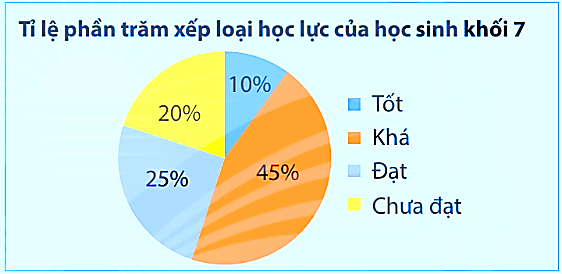 Tỉ lệ phần trăm xếp loại học lực của học sinh khối 7
10%
20%
25%
45%
Tốt
Khá
Đạt
Chưa đạt